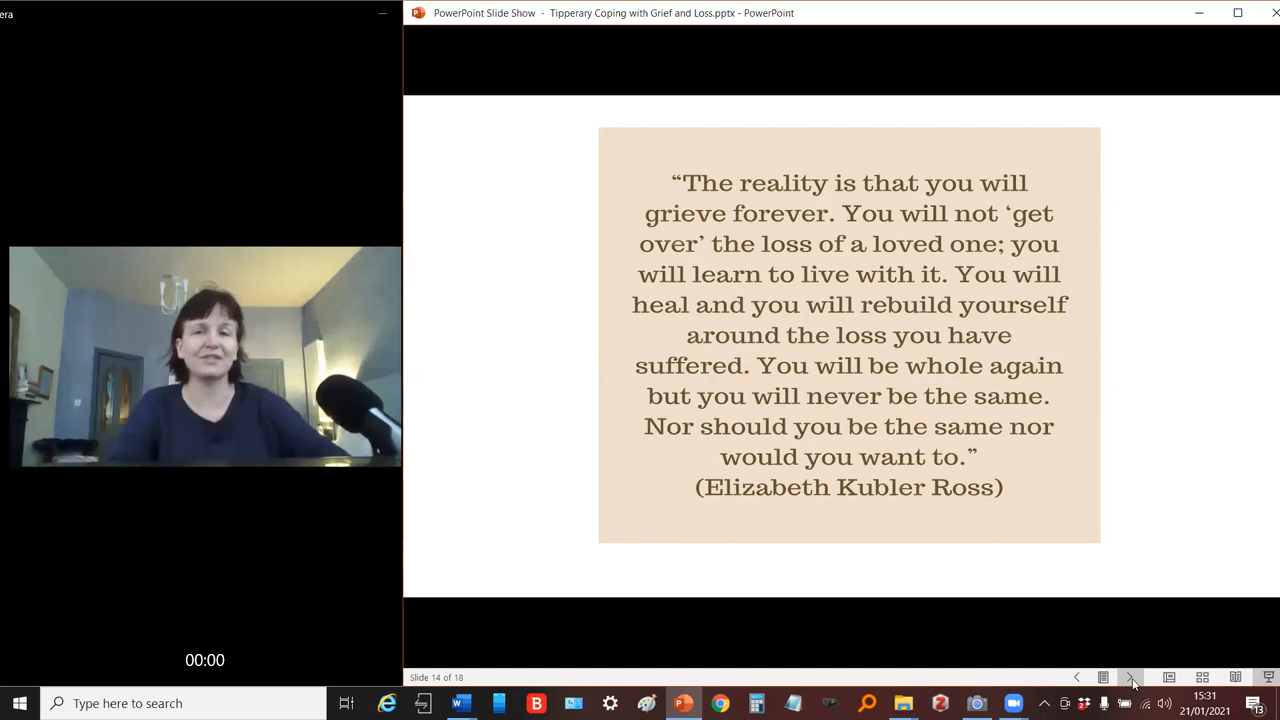 era
PowerPoint Slide Show - Tipperary Coping with Grief and Loss.pptx - PowerPoint
“The reality is that you will
grieve forever. You will not ‘get
over’ the loss of a loved one; you
will learn to live with it. You will
heal and you will rebuild yourself
around the loss you have
suffered. You will be whole again
but you will never be the same.
Nor should you be the same nor
would you want to.”
(Elizabeth Kubler Ross)
00:00
Slide 14 of 18
Type here to search
15:31
21/01/2021
13